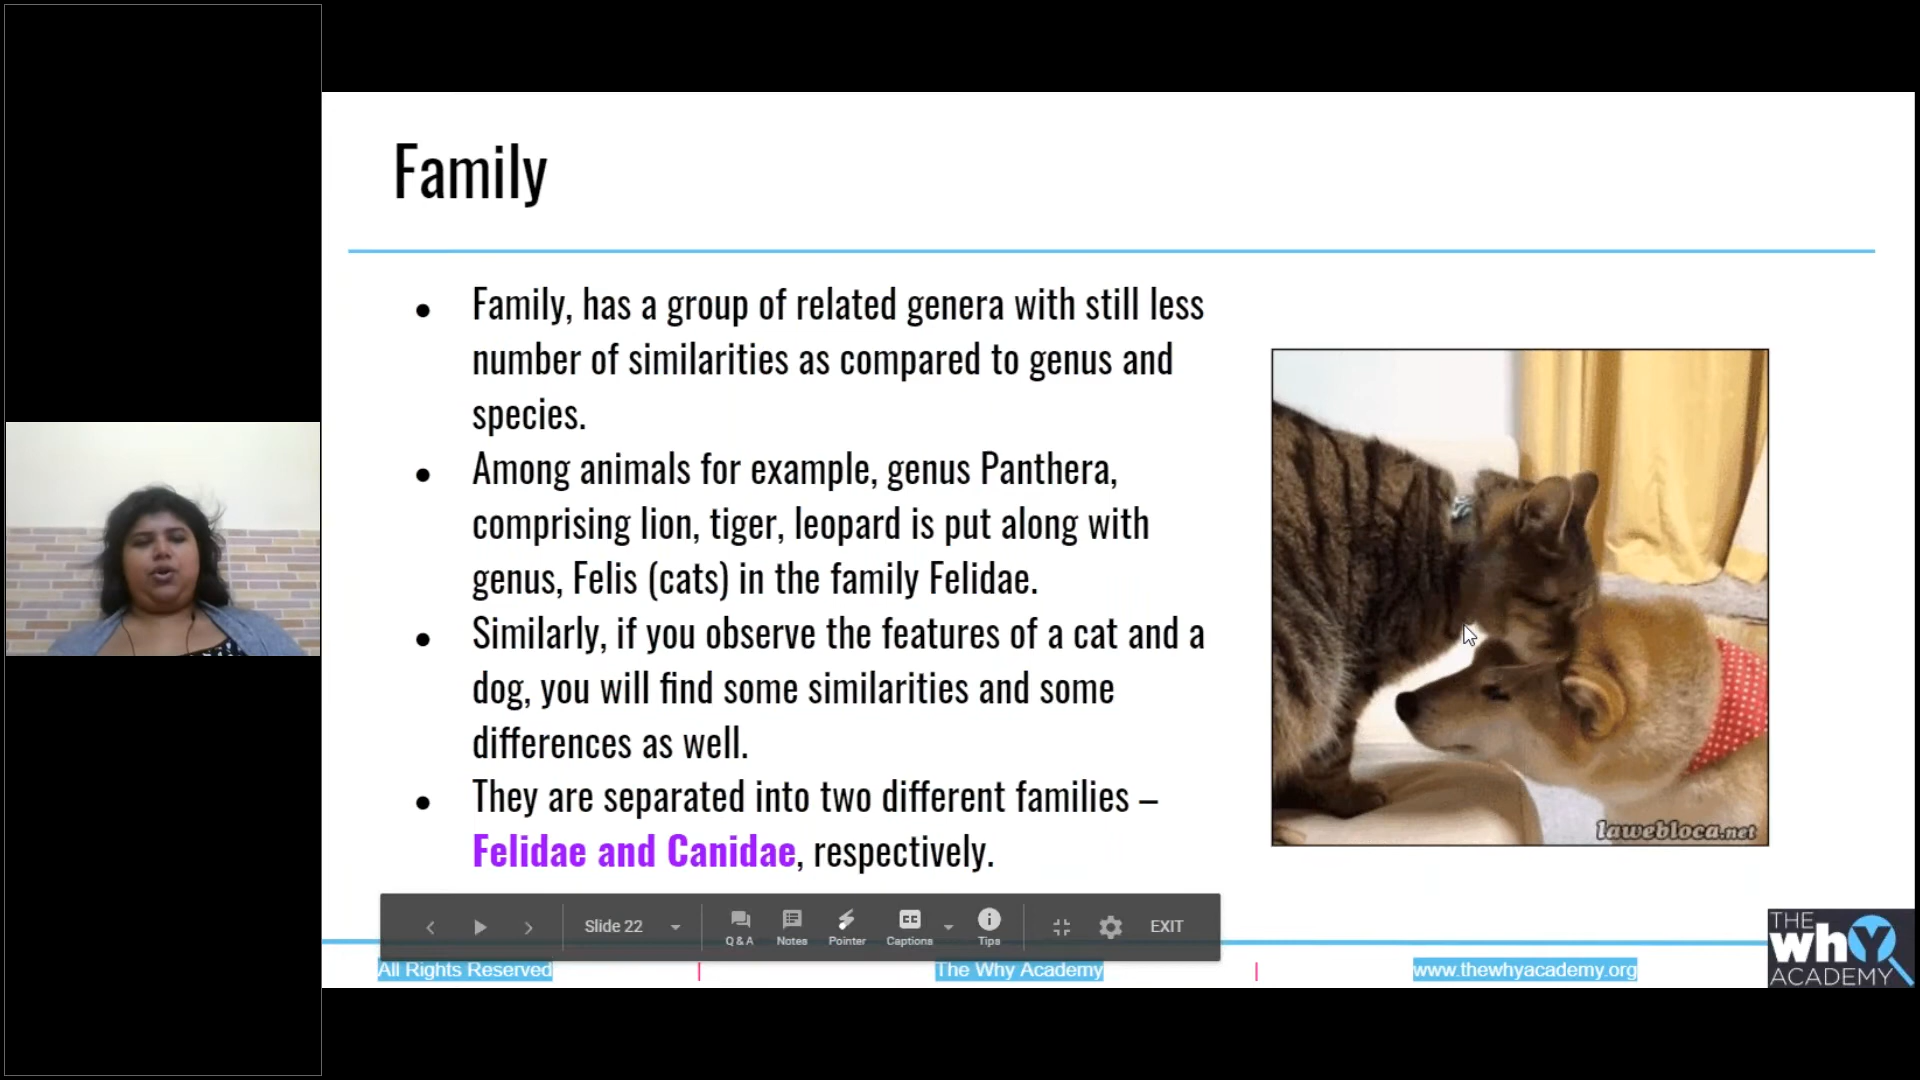 Family
● Family, has a group of related genera with still less
number of similarities as compared to genus and
species.
● Among animals for example, genus Panthera,
comprising lion, tiger, leopard is put along with
genus, Felis (cats) in the family Felidae.
● Similarly, if you observe the features of a cat and a
dog, you will find some similarities and some
differences as well.
● They are separated into two different families –
Felidae and Canidae, respectively.
lawebloca.net
Slide 22
Q & A
Notes
Pointer
CC
Captions
Tips
EXIT
All Rights Reserved | The Why Academy | www.thewhyacademy.org
THE
whY
ACADEMY